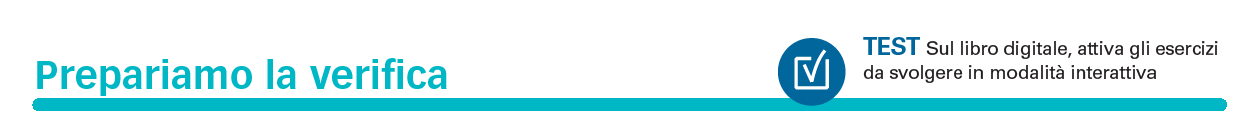 Prepariamo la verifica
TEST Sul libro digitale, attiva gli esercizi
da svolgere in modalità interattiva